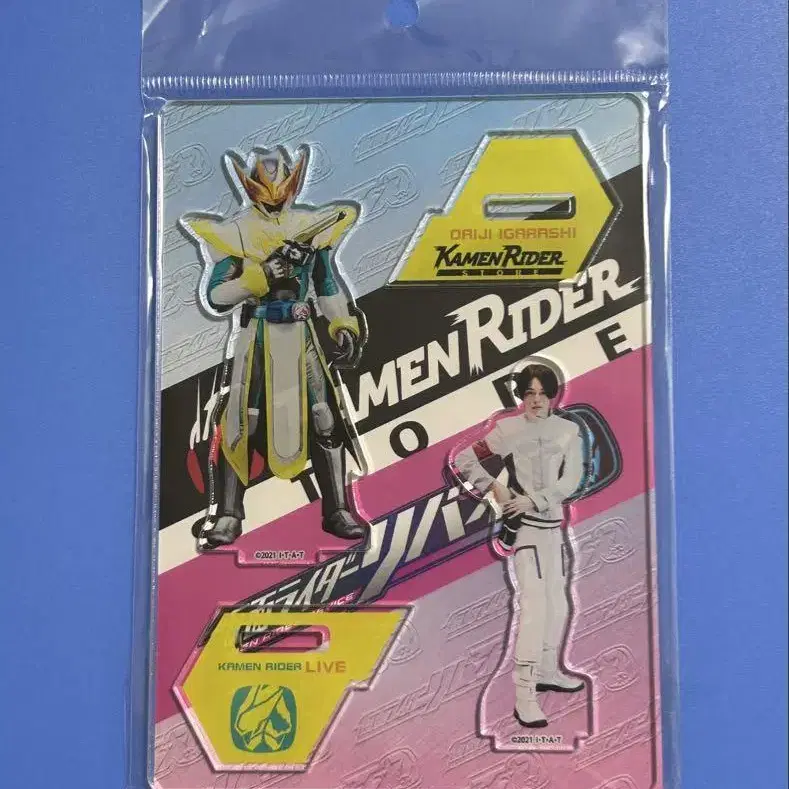 DAIJI IGARASHI
KAMEN RIDER
STORE
KAMEN RIDER
STORE
©2021 I・T・A・T
仮面ライダーリバイス
KAMEN RIDER LIVE
©2021 I・T・A・T